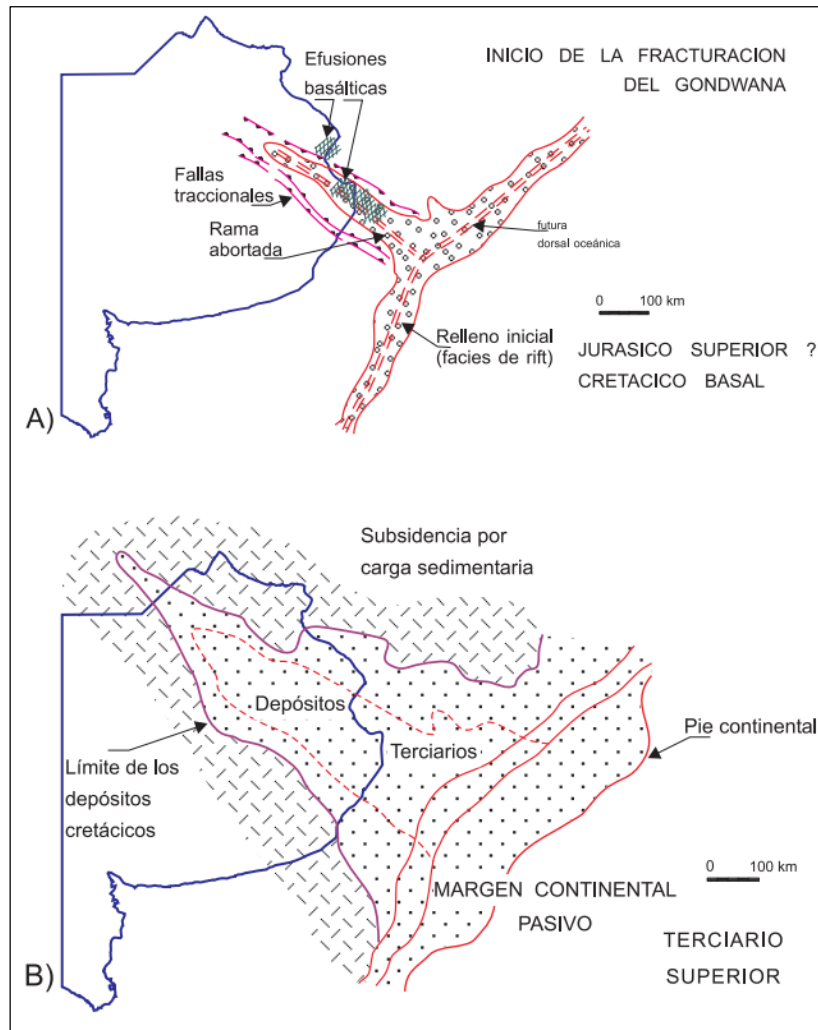 INICIO DE LA FRACTURACION
DEL GONDWANA
Efusiones
basálticas
Fallas
traccionales
Rama
abortada
futura
dorsal oceánica
0 100 km
Relleno inicial
(facies de rift)
JURASICO SUPERIOR ?
CRETACICO BASAL
A)
Subsidencia por
carga sedimentaria
Depósitos
Terciarios
Pie continental
Límite de los
depósitos
cretácicos
0 100 km
MARGEN CONTINENTAL
PASIVO
TERCIARIO
SUPERIOR
B)